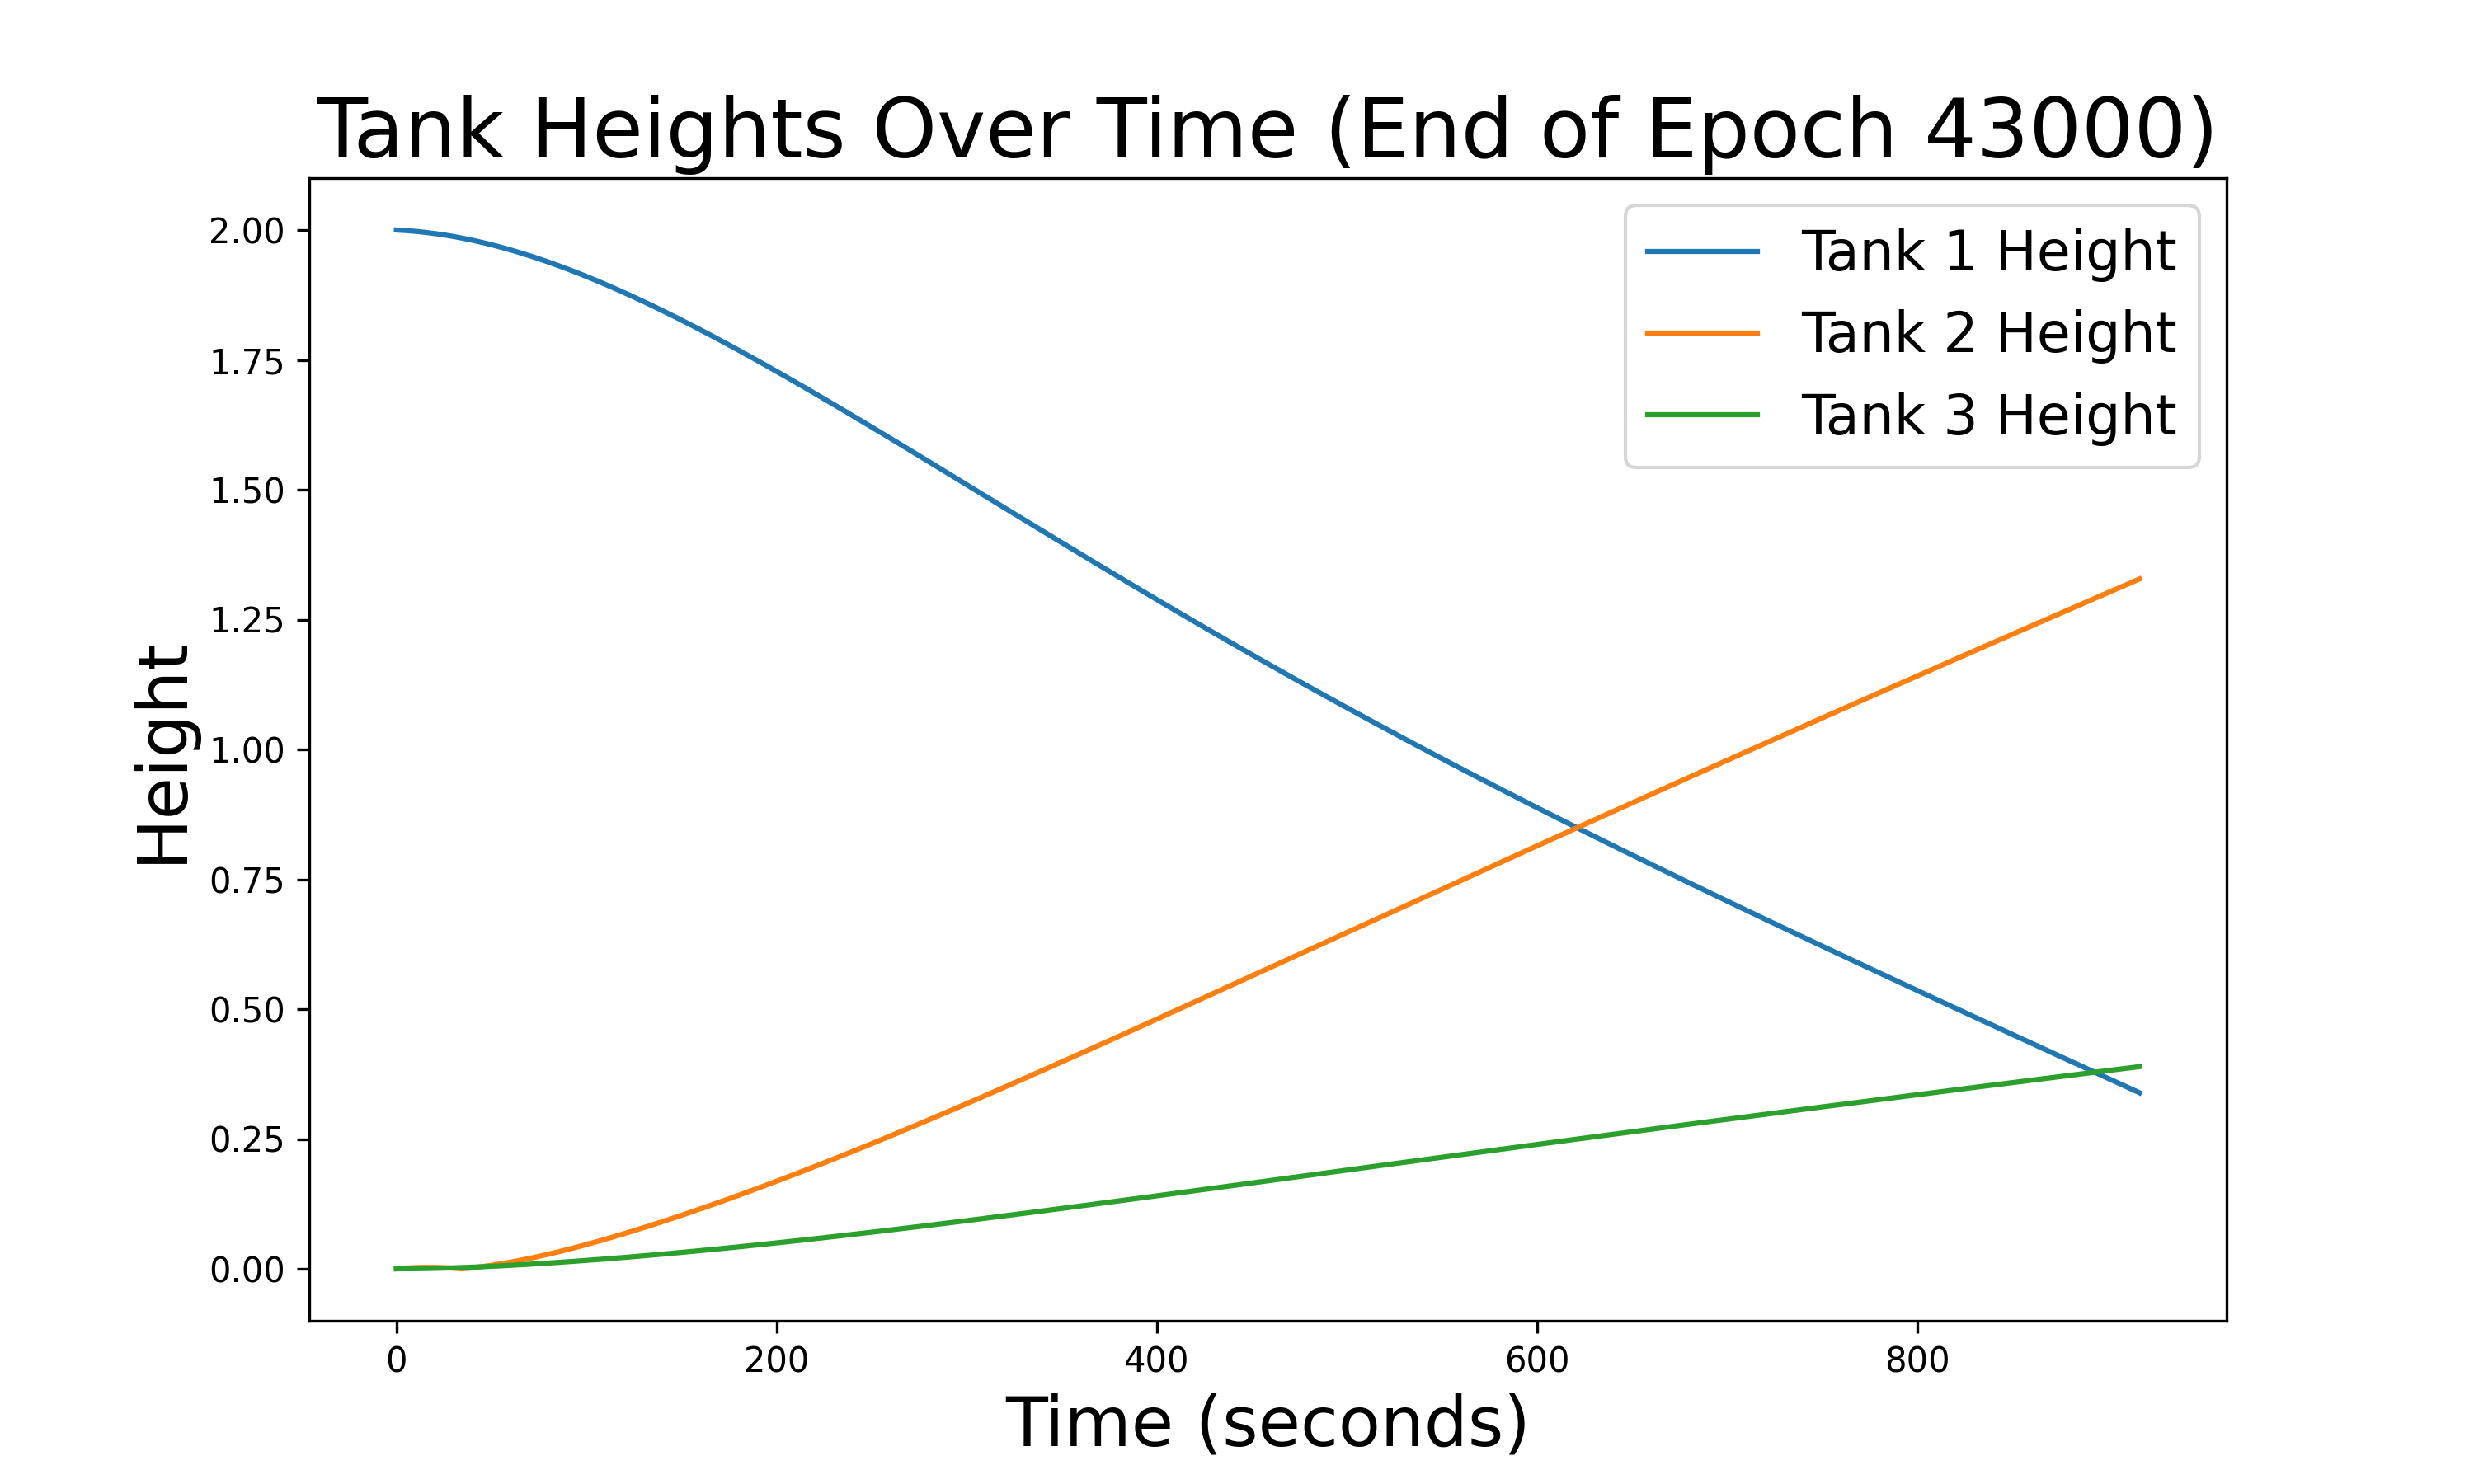 Tank Heights Over Time (End of Epoch 43000)
Tank 1 Height
Tank 2 Height
Tank 3 Height
2.00
1.75
1.50
1.25
1.00
0.75
0.50
0.25
0.00
Height
0 200 400 600 800
Time (seconds)